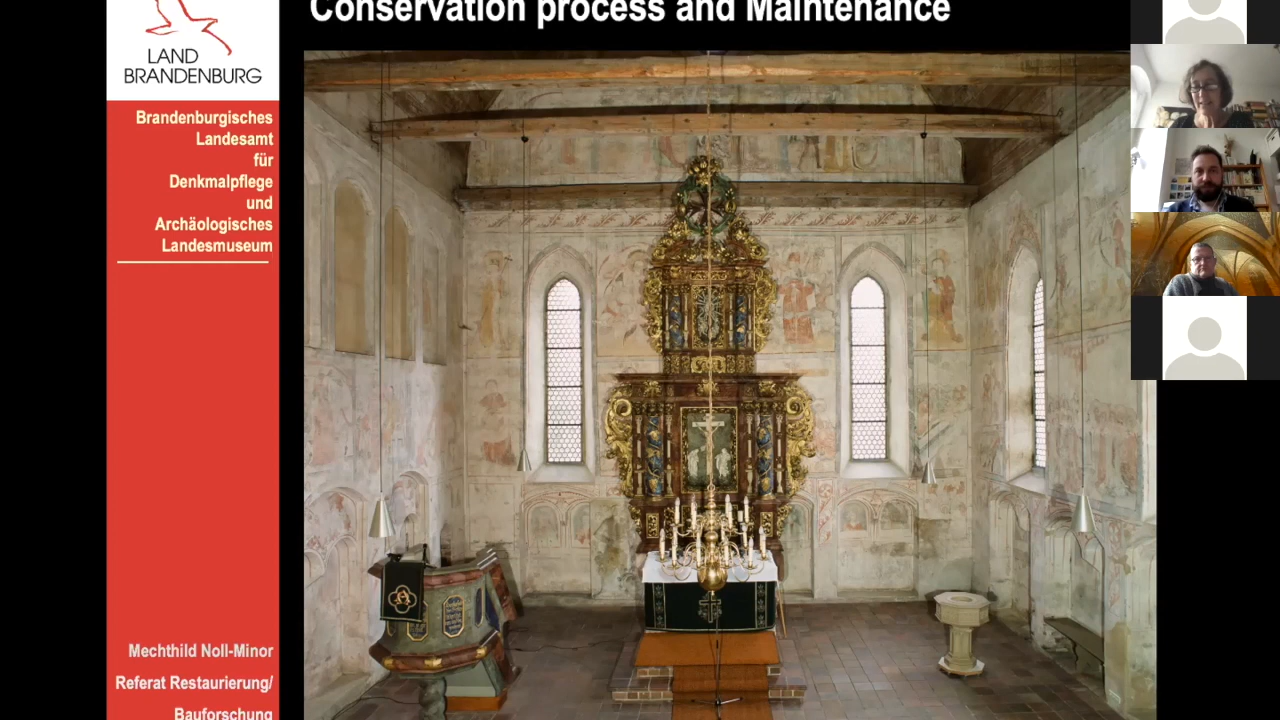 Conservation process and Maintenance
LAND
BRANDENBURG
Brandenburgisches
Landesamt
für
Denkmalpflege
und
Archäologisches
Landesmuseum
Mechthild Noll-Minor
Referat Restaurierung/
Bauforschung